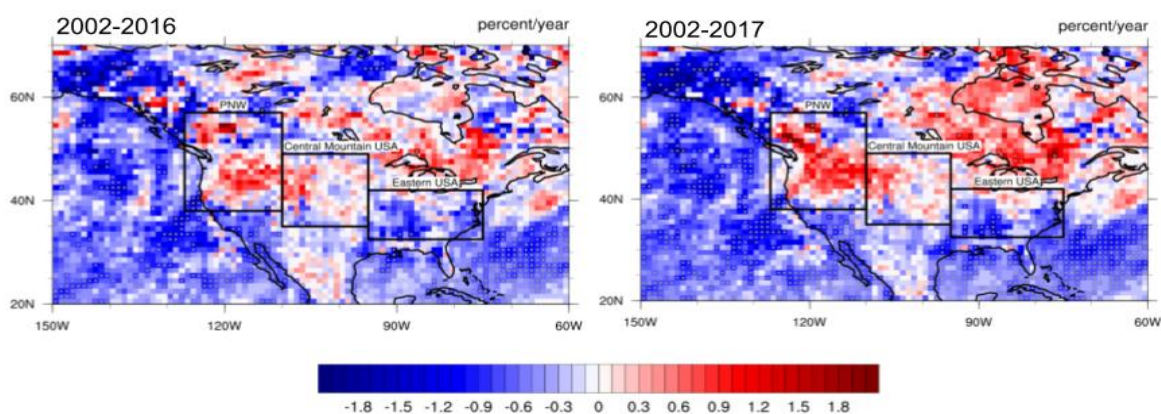 2002-2016 percent/year
2002-2017 percent/year
60N
40N
20N
150W 120W 90W 60W
PNW
Central Mountain USA
Eastern USA
60N
40N
20N
150W 120W 90W 60W
PNW
Central Mountain USA
Eastern USA
-1.8 -1.5 -1.2 -0.9 -0.6 -0.3 0 0.3 0.6 0.9 1.2 1.5 1.8